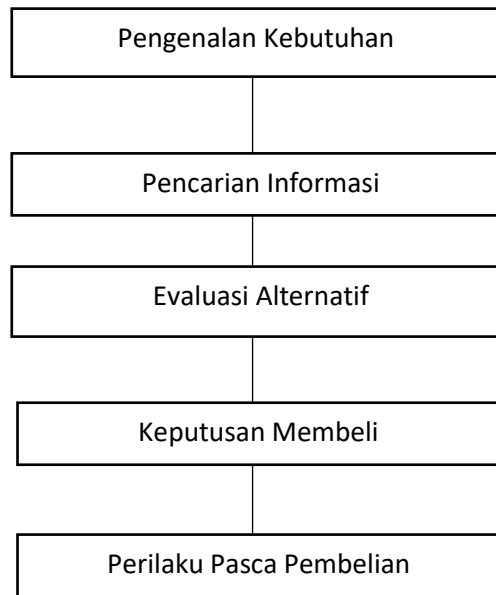 Pengenalan Kebutuhan
Pencarian Informasi
Evaluasi Alternatif
Keputusan Membeli
Perilaku Pasca Pembelian